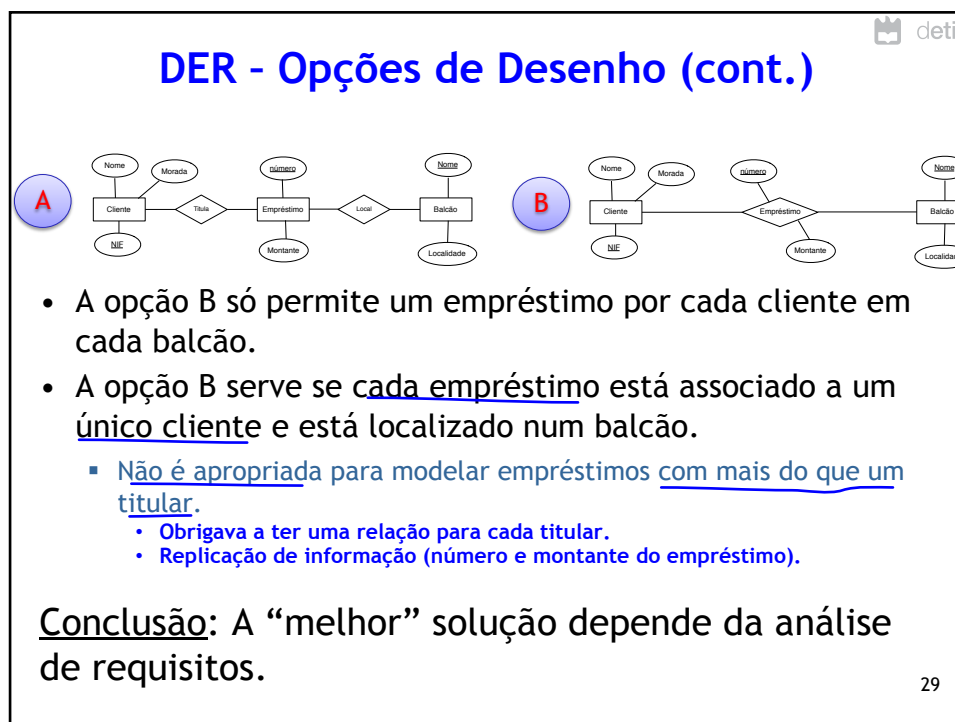 deti
DER – Opções de Desenho (cont.)
A
Nome
Morada
Cliente
NIF
Titula
número
Empréstimo
Montante
Local
Nome
Balcão
Localidade
B
Nome
Morada
Cliente
NIF
número
Empréstimo
Montante
Nome
Balcão
Localidad
• A opção B só permite um empréstimo por cada cliente em
cada balcão.
• A opção B serve se cada empréstimo está associado a um
único cliente e está localizado num balcão.
▪ Não é apropriada para modelar empréstimos com mais do que um
titular.
• Obrigava a ter uma relação para cada titular.
• Replicação de informação (número e montante do empréstimo).
Conclusão: A “melhor” solução depende da análise
de requisitos.
29